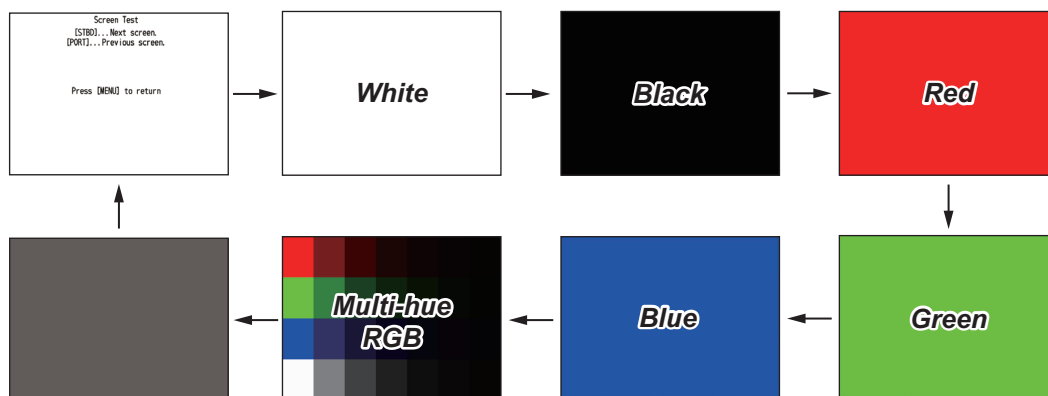 Screen Test
[STBD]...Next screen.
[PORT]...Previous screen.
Press [MENU] to return
White
Black
Red
Multi-hue
RGB
Blue
Green